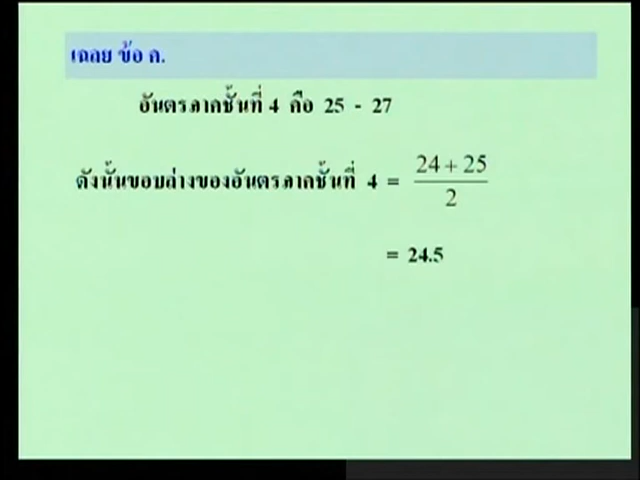 เฉลย ข้อ ค.
อันตรภาคชั้นที่ 4 คือ 25 - 27
ดังนั้นขอบล่างของอันตรภาคชั้นที่ 4 = \frac{24 + 25}{2}
= 24.5